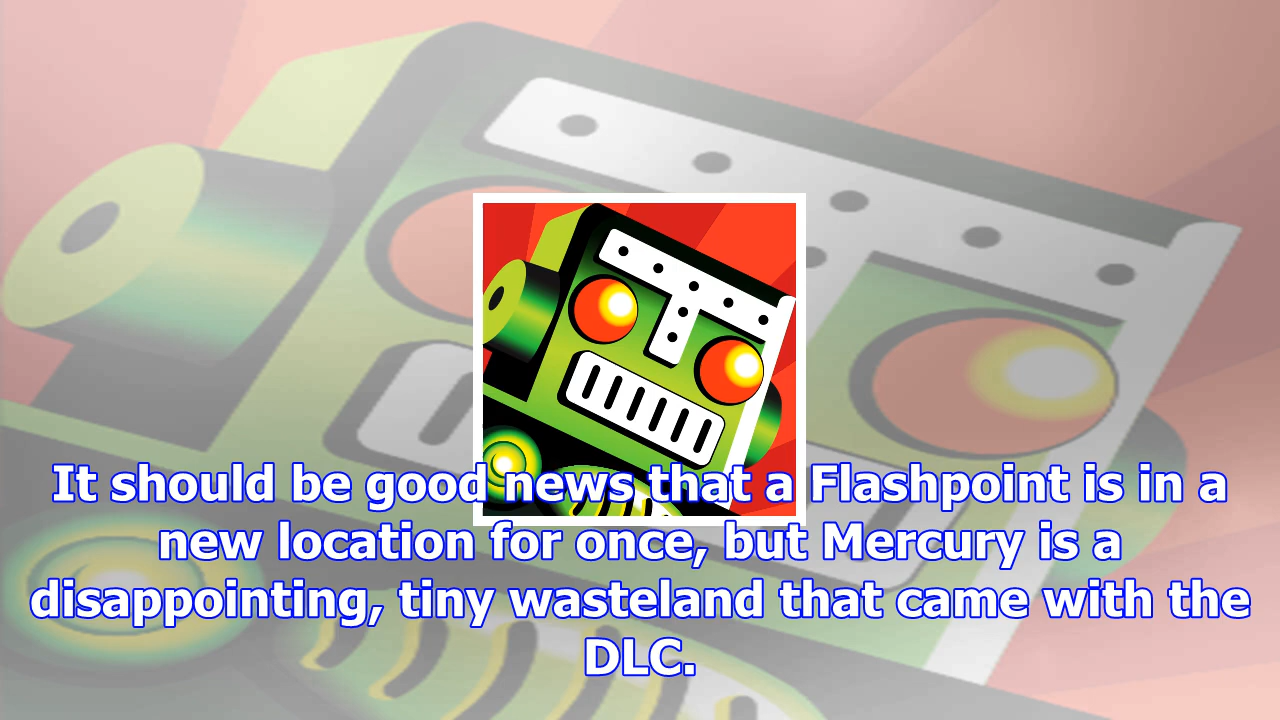 It should be good news that a Flashpoint is in a
new location for once, but Mercury is a
disappointing, tiny wasteland that came with the
DLC.